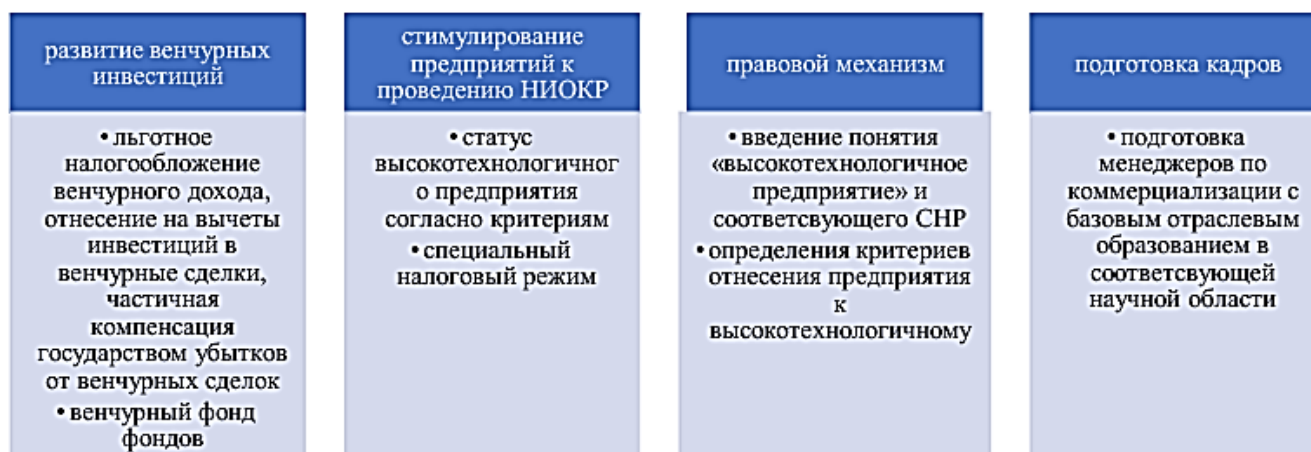 развитие венчурных
инвестиций
• льготное
налогообложение
венчурного дохода,
отнесение на вычеты
инвестиций в
венчурные сделки,
частичная
компенсация
государством убытков
от венчурных сделок
• венчурный фонд
фондов
стимулирование
предприятий к
проведению НИОКР
• статус
высокотехнологичног
о предприятия
согласно критериям
• специальный
налоговый режим
правовой механизм
• введение понятия
«высокотехнологичное
предприятие» и
соответсвующего СНР
• определения критериев
отнесения предприятия
к
высокотехнологичному
подготовка кадров
• подготовка
менеджеров по
коммерциализации с
базовым отраслевым
образованием в
соответсвующей
научной области